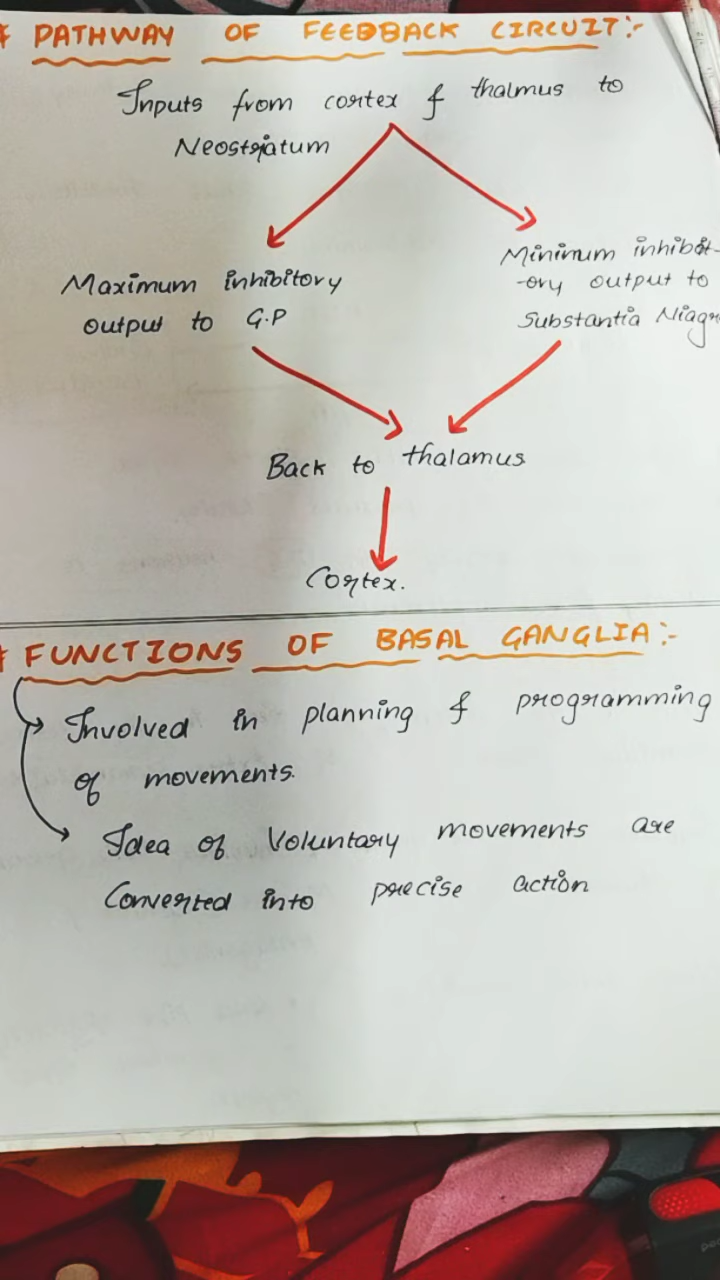 # PATHWAY OF FEEDBACK CIRCUIT:-
Inputs from cortex & thalmus to
Neostriatum
Maximum inhibitory
output to G.P
Minimum inhibit-
-ory output to
Substantia Niagr
Back to thalamus
Cortex.
# FUNCTIONS OF BASAL GANGLIA:-
Involved in planning & programming
of movements.
Idea of Voluntary movements are
Converted into precise action